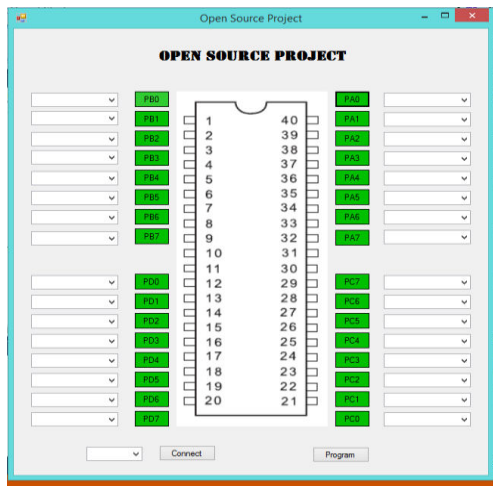 Open Source Project
OPEN SOURCE PROJECT
PB0 PA0
PB1 1 40 PA1
PB2 2 39 PA2
PB3 3 38 PA3
PB4 4 37 PA4
5 36
PB5 6 35 PA5
PB6 7 34 PA6
8 33
PB7 9 32 PA7
10 31
11 30
PD0 12 29 PC7
PD1 13 28 PC6
PD2 14 27 PC5
15 26
PD3 16 25 PC4
PD4 17 24 PC3
PD5 18 23 PC2
PD6 19 22 PC1
20 21
PD7 PC0
Connect Program